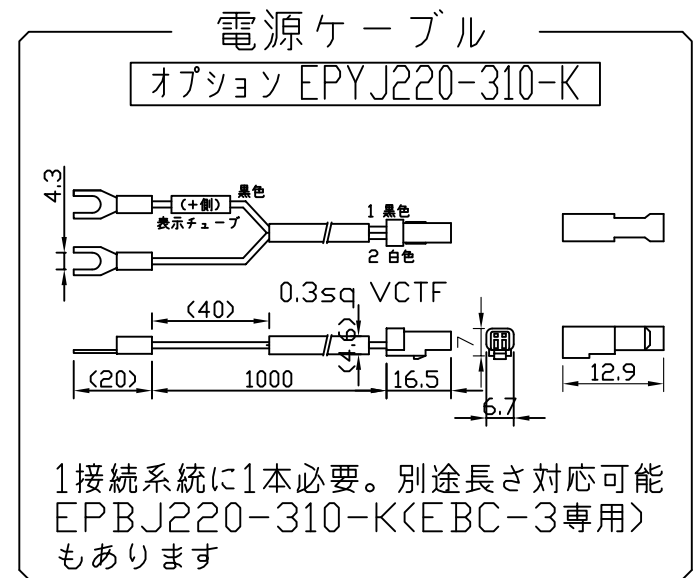 電源ケーブル
オプション EPYJ220-310-K
4.3
黒色
(+側)
表示チューブ
1 黒色
2 白色
0.3sq VCTF
(40)
(4.6)
7
(20)
1000
16.5
6.7
12.9
1接続系統に1本必要。別途長さ対応可能
EPBJ220-310-K(EBC-3専用)
もあります